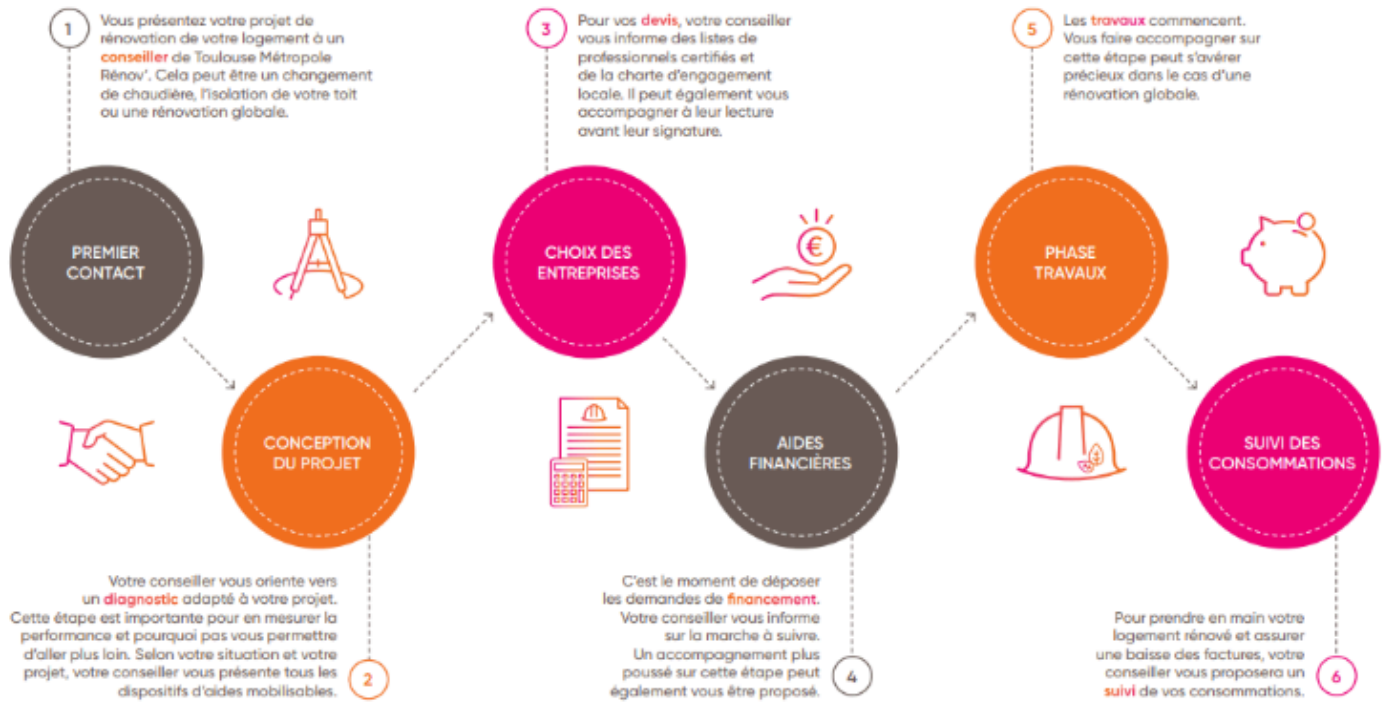 1
Vous présentez votre projet de
rénovation de votre logement à un
conseiller de Toulouse Métropole
Rénov'. Cela peut être un changement
de chaudière, l'isolation de votre toit
ou une rénovation globale.
PREMIER
CONTACT
CONCEPTION
DU PROJET
Votre conseiller vous oriente vers
un diagnostic adapté à votre projet.
Cette étape est importante pour en mesurer la
performance et pourquoi pas vous permettre
d'aller plus loin. Selon votre situation et votre
projet, votre conseiller vous présente tous les
dispositifs d'aides mobilisables.
2
3
Pour vos devis, votre conseiller
vous informe des listes de
professionnels certifiés et
de la charte d'engagement
locale. Il peut également vous
accompagner à leur lecture
avant leur signature.
CHOIX DES
ENTREPRISES
€
AIDES
FINANCIÈRES
C'est le moment de déposer
les demandes de financement.
Votre conseiller vous informe
sur la marche à suivre.
Un accompagnement plus
poussé sur cette étape peut
également vous être proposé.
4
5
Les travaux commencent.
Vous faire accompagner sur
cette étape peut s'avérer
précieux dans le cas d'une
rénovation globale.
PHASE
TRAVAUX
SUIVI DES
CONSOMMATIONS
Pour prendre en main votre
logement rénové et assurer
une baisse des factures, votre
conseiller vous proposera un
suivi de vos consommations.
6